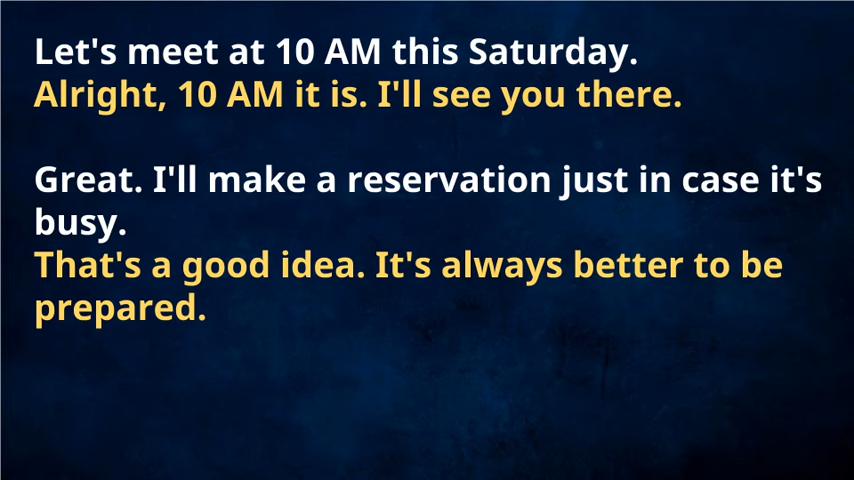 Let's meet at 10 AM this Saturday.
Alright, 10 AM it is. I'll see you there.
Great. I'll make a reservation just in case it's
busy.
That's a good idea. It's always better to be
prepared.